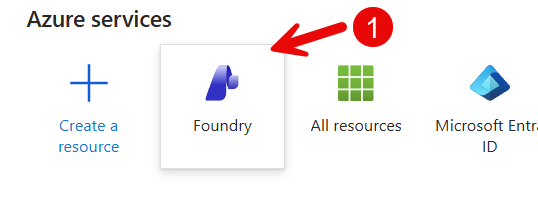 Azure services
1
Create a
resource
Foundry
All resources
Microsoft Entra
ID